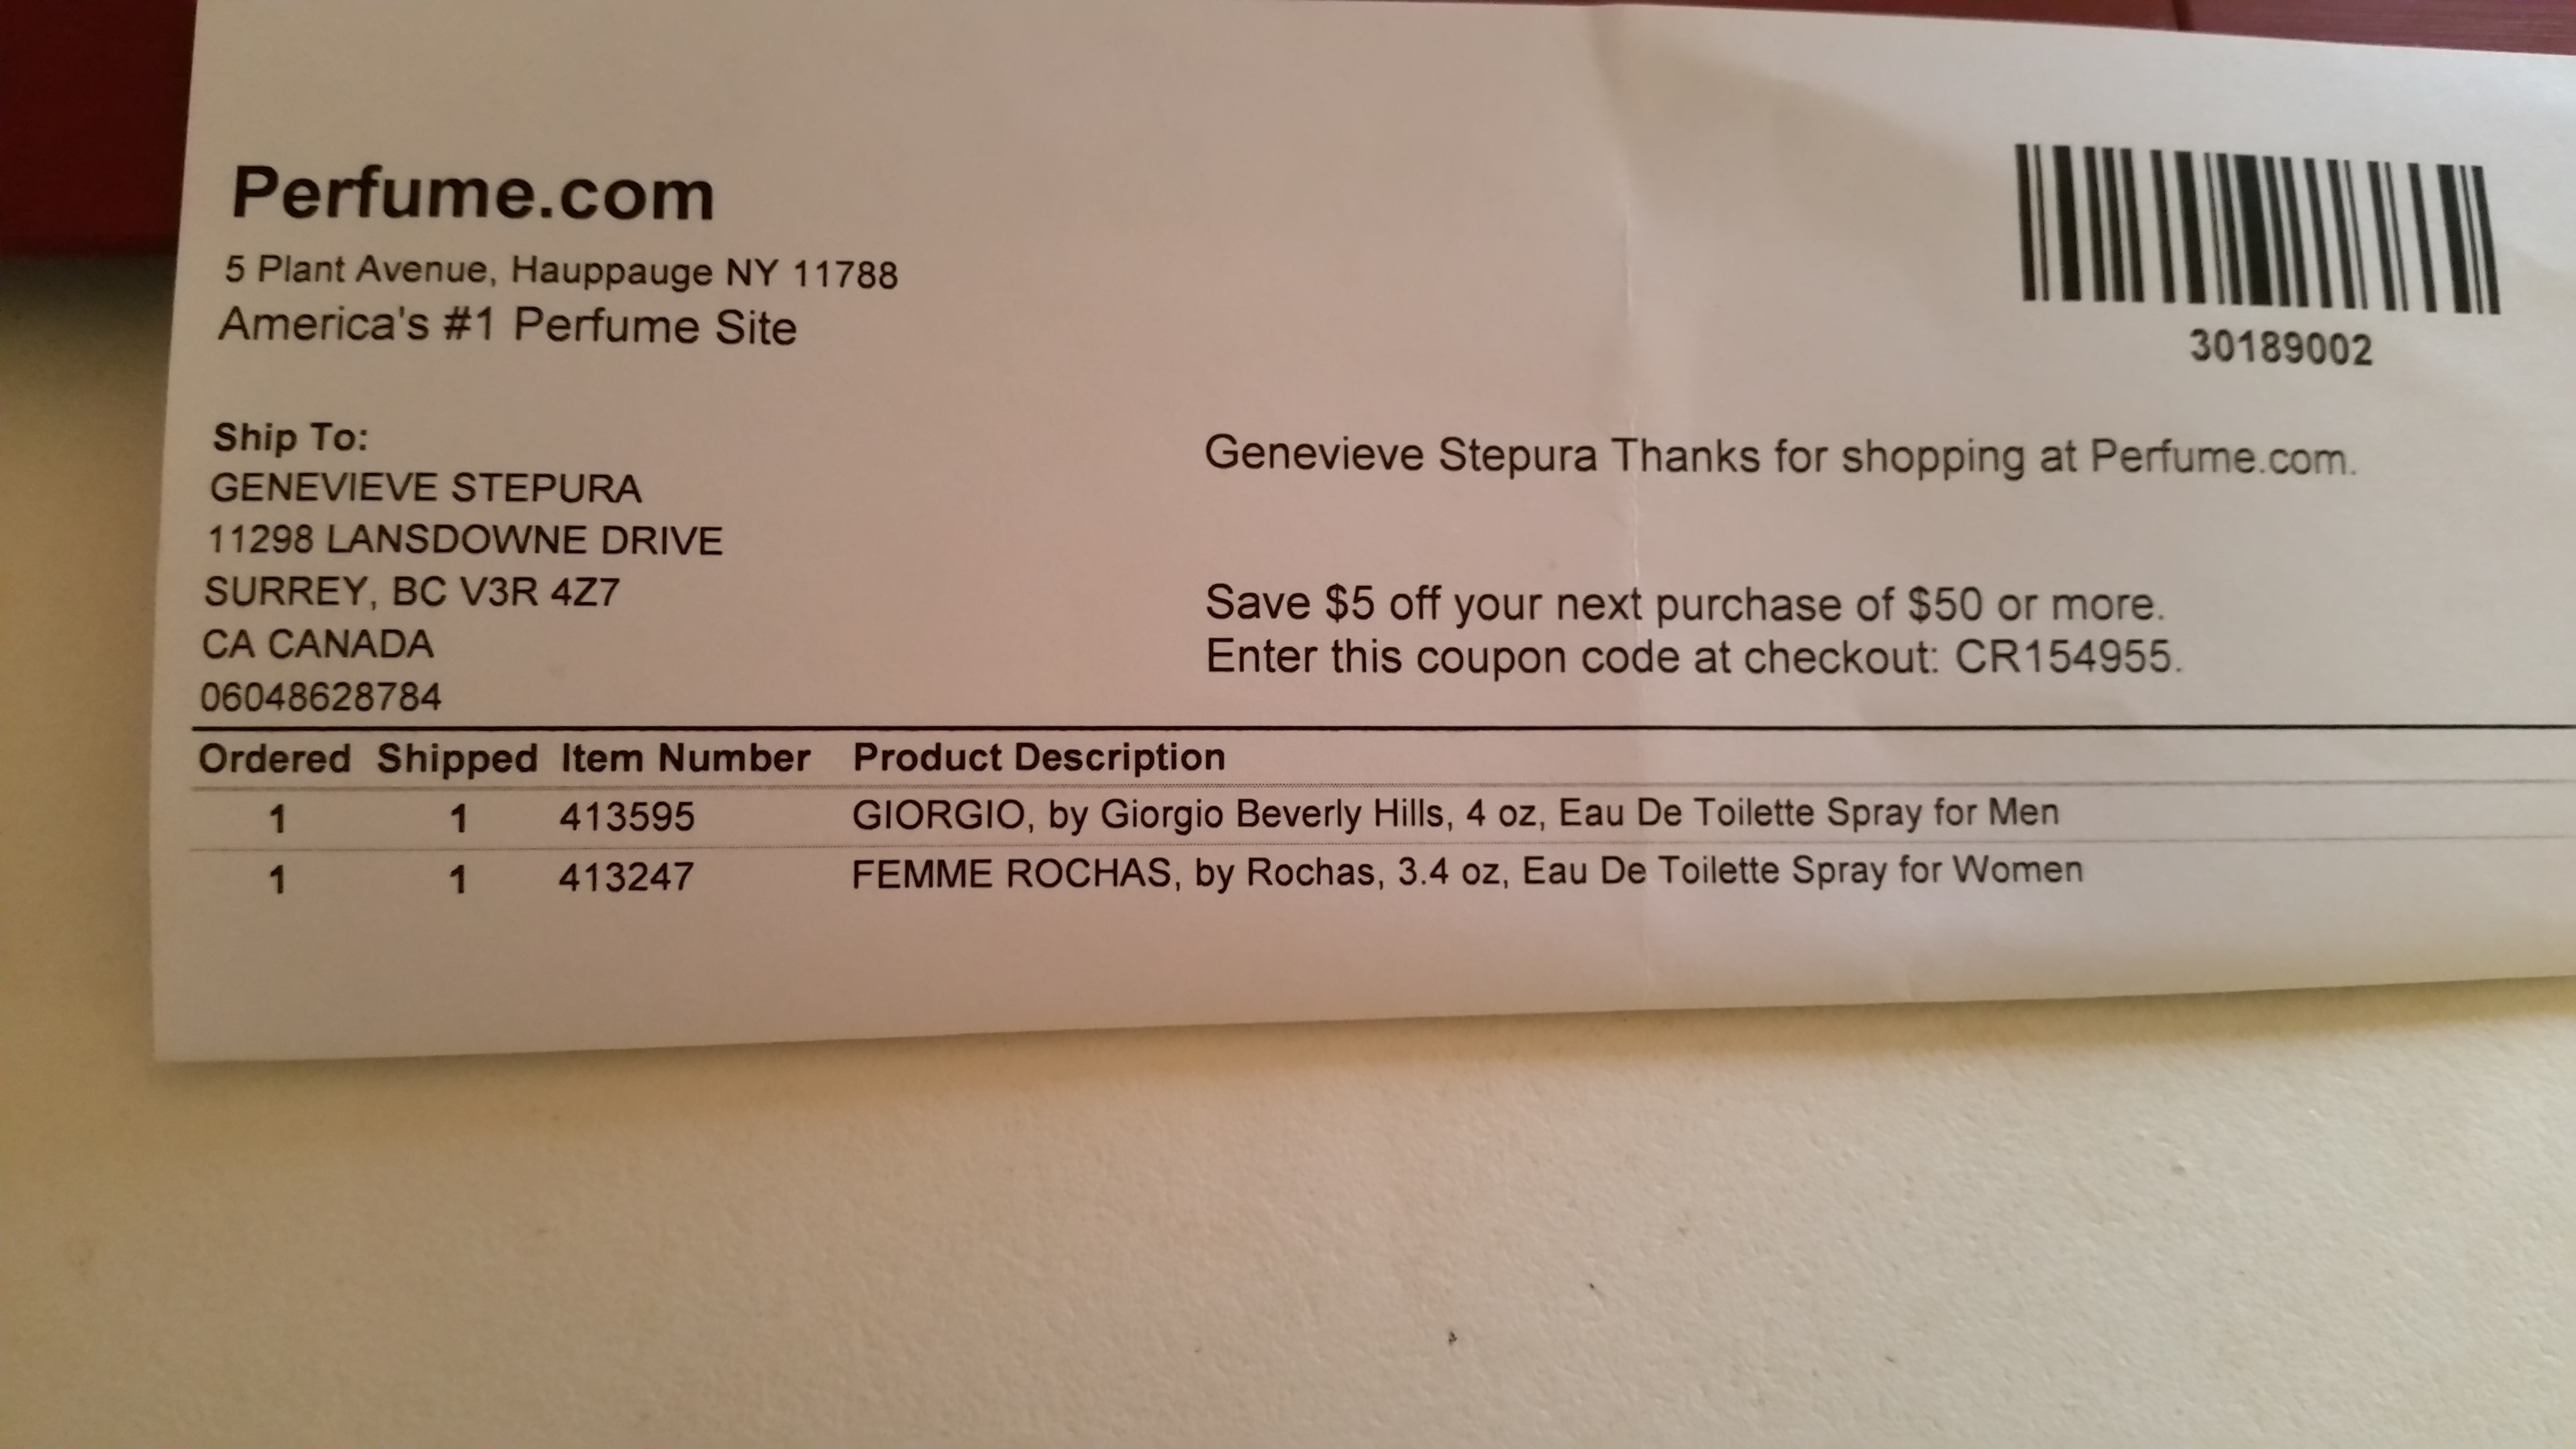 Perfume.com
5 Plant Avenue, Hauppauge NY 11788
America's #1 Perfume Site
30189002
Ship To:
GENEVIEVE STEPURA
11298 LANSDOWNE DRIVE
SURREY, BC V3R 4Z7
CA CANADA
06048628784
Genevieve Stepura Thanks for shopping at Perfume.com.
Save $5 off your next purchase of $50 or more.
Enter this coupon code at checkout: CR154955.
Ordered Shipped Item Number Product Description
1 1 413595 GIORGIO, by Giorgio Beverly Hills, 4 oz, Eau De Toilette Spray for Men
1 1 413247 FEMME ROCHAS, by Rochas, 3.4 oz, Eau De Toilette Spray for Women